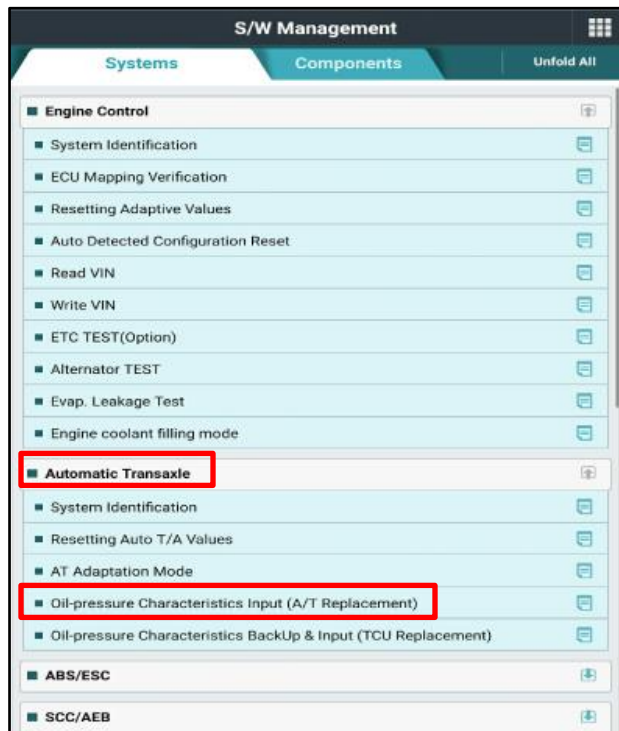 S/W Management
Systems
Components
Unfold All
Engine Control
System Identification
ECU Mapping Verification
Resetting Adaptive Values
Auto Detected Configuration Reset
Read VIN
Write VIN
ETC TEST(Option)
Alternator TEST
Evap. Leakage Test
Engine coolant filling mode
Automatic Transaxle
System Identification
Resetting Auto T/A Values
AT Adaptation Mode
Oil-pressure Characteristics Input (A/T Replacement)
Oil-pressure Characteristics BackUp & Input (TCU Replacement)
ABS/ESC
SCC/AEB